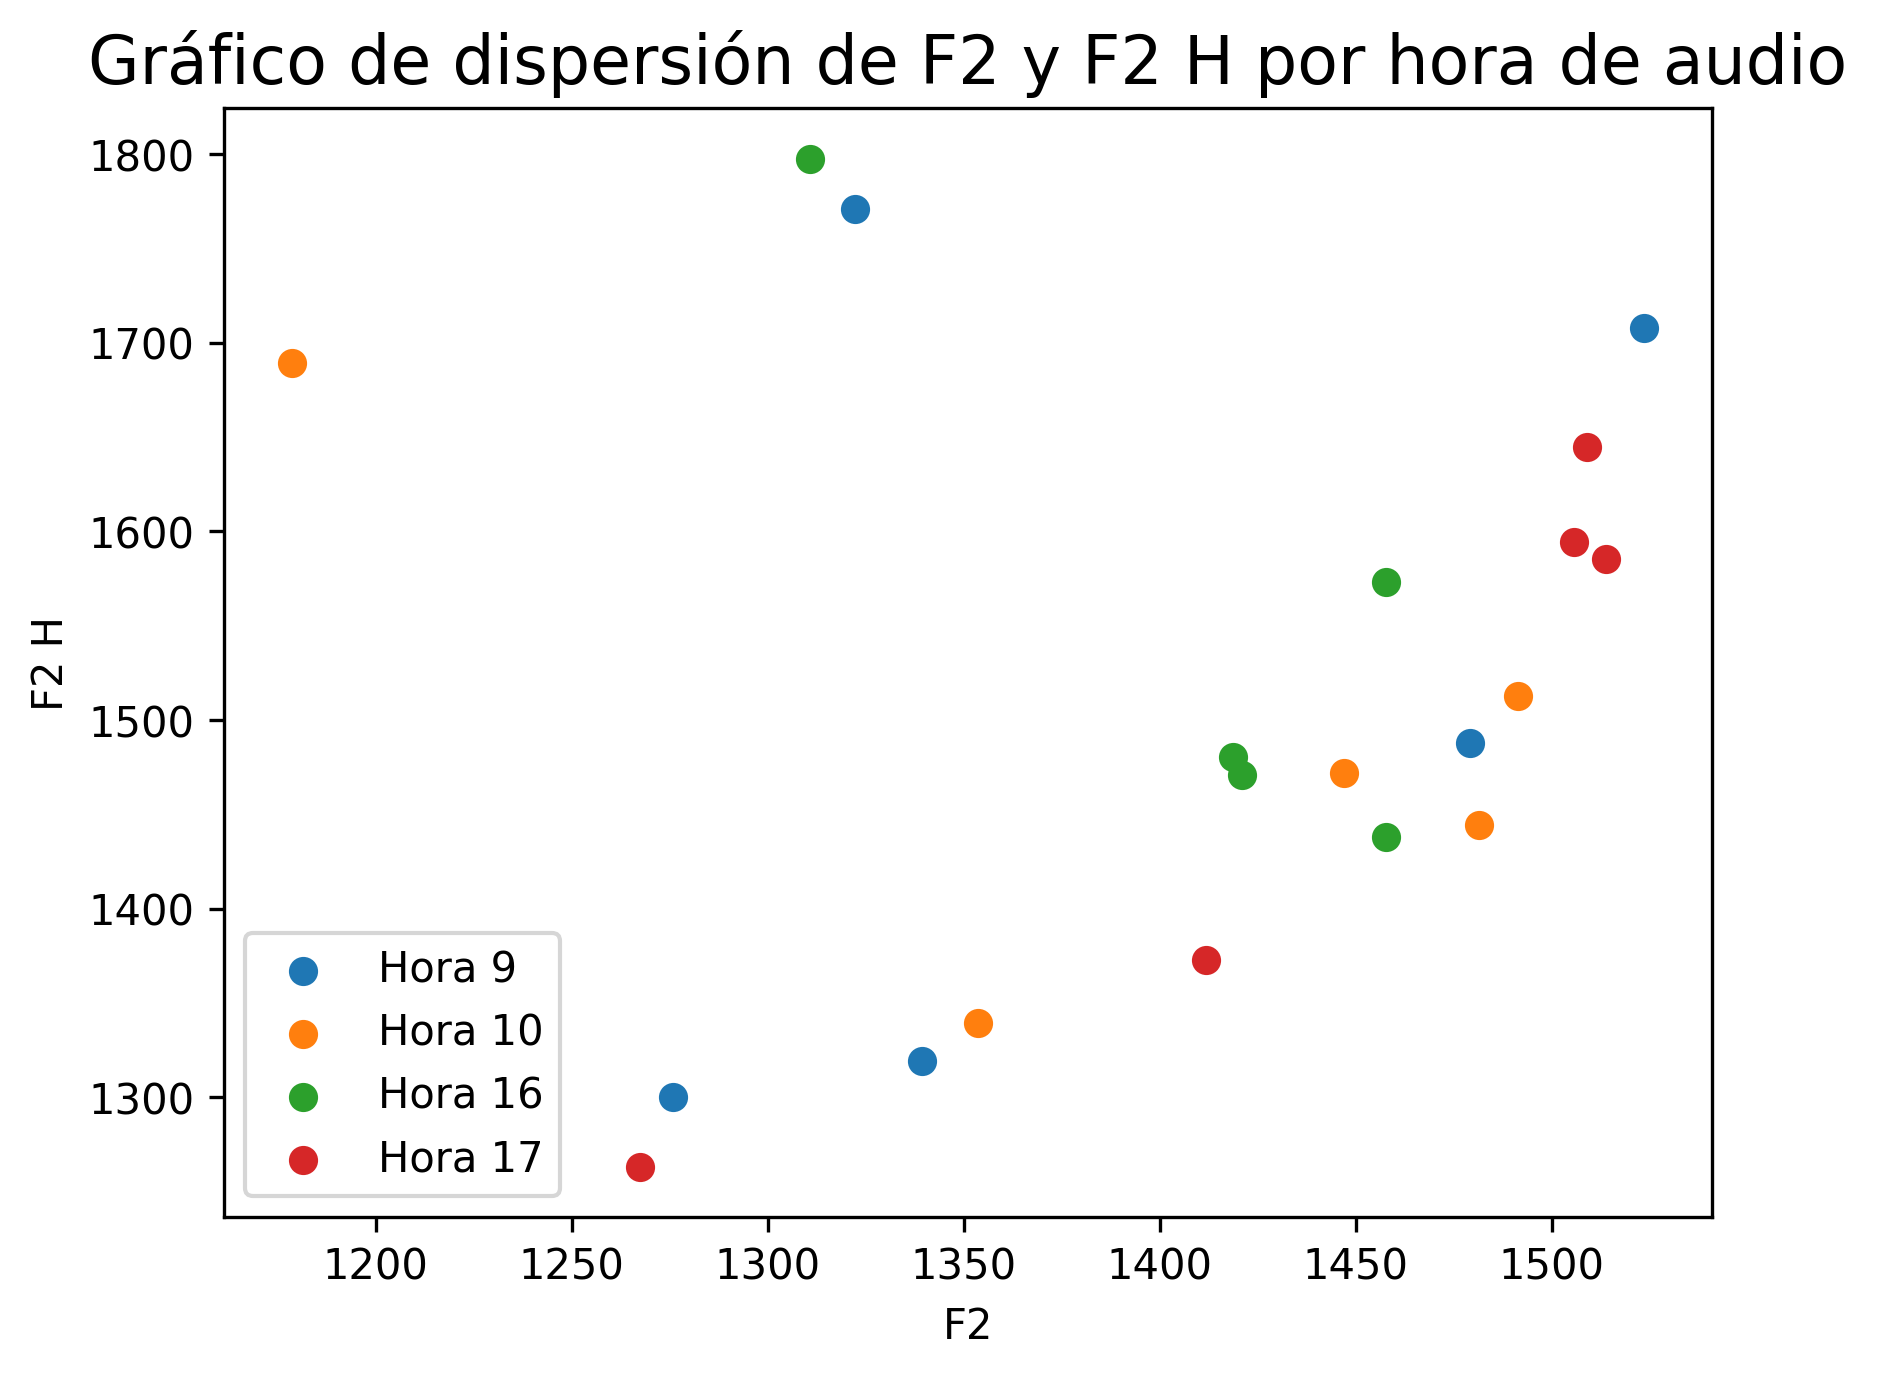 Gráfico de dispersión de F2 y F2 H por hora de audio
1800
1700
1600
1500
1400
1300
F2 H
Hora 9
Hora 10
Hora 16
Hora 17
1200 1250 1300 1350 1400 1450 1500
F2